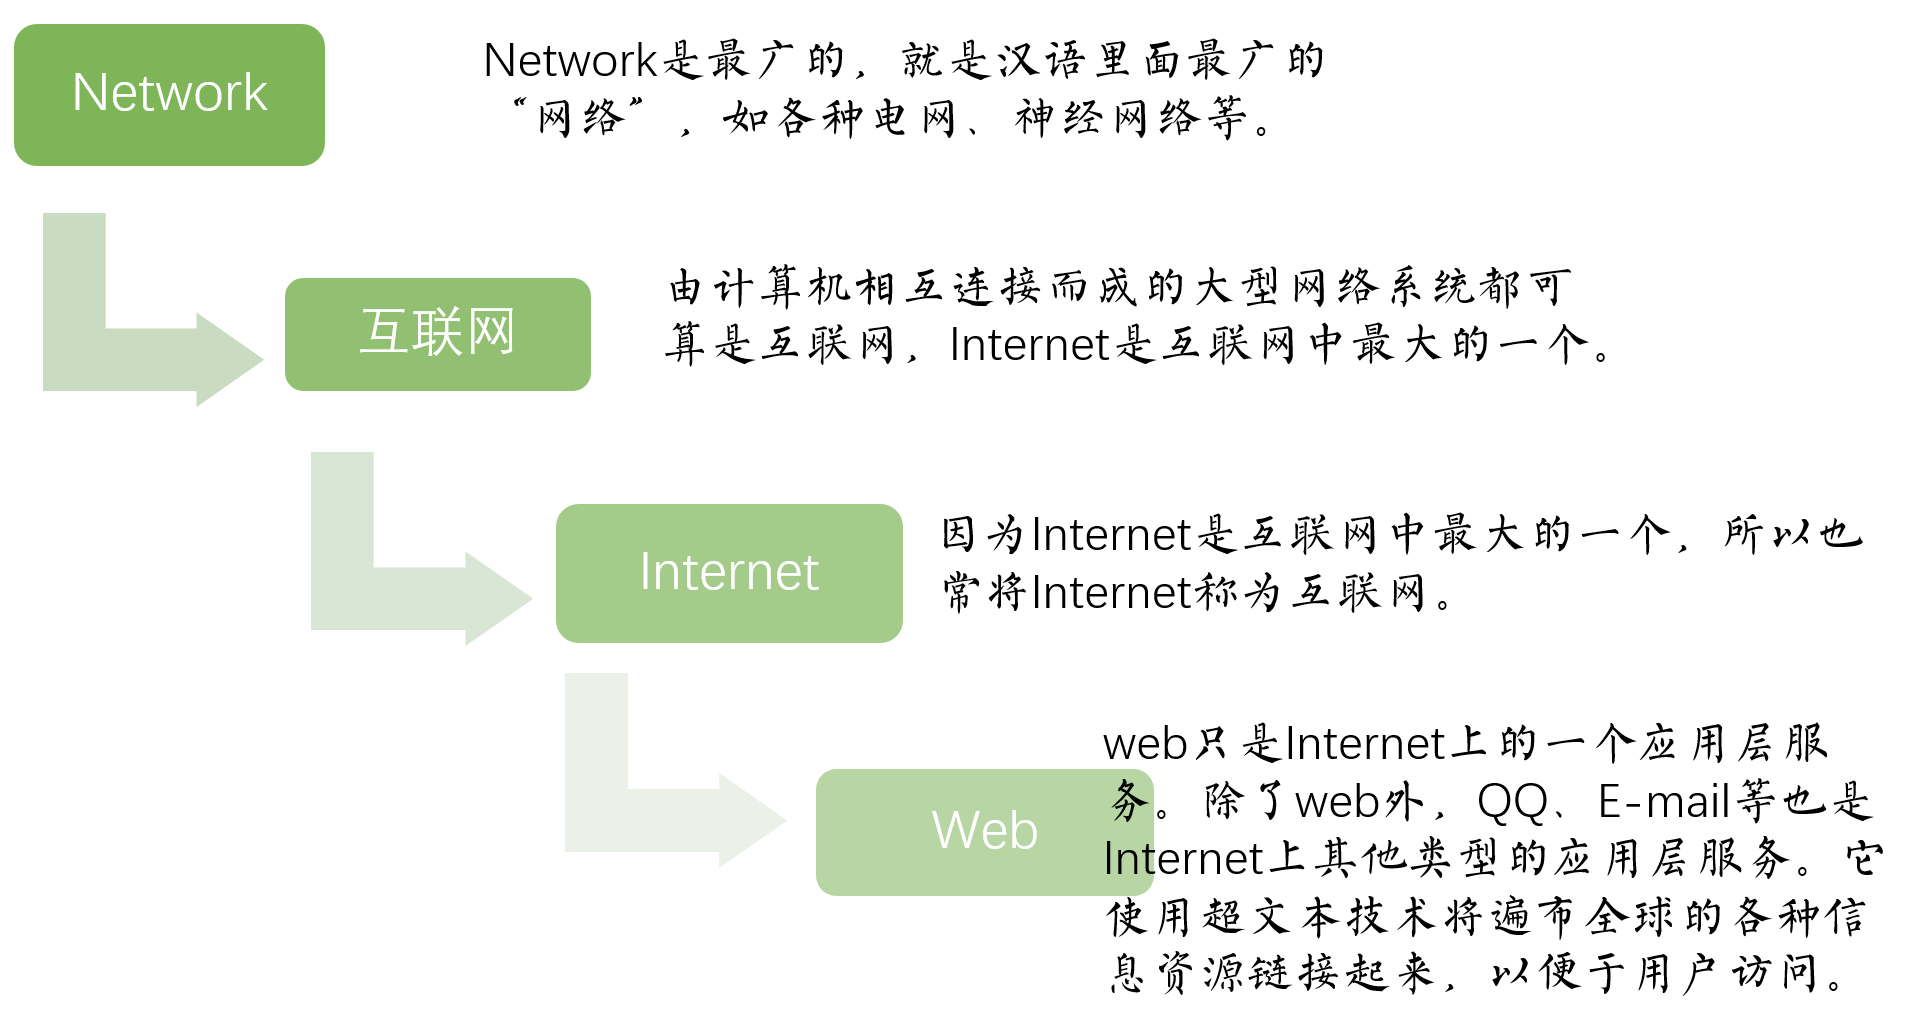 Network
Network是最广的，就是汉语里面最广的
“网络”，如各种电网、神经网络等。
互联网
由计算机相互连接而成的大型网络系统都可
算是互联网，Internet是互联网中最大的一个。
Internet
因为Internet是互联网中最大的一个，所以也
常将Internet称为互联网。
Web
web只是Internet上的一个应用层服
务。除了web外，QQ、E-mail等也是
Internet上其他类型的应用层服务。它
使用超文本技术将遍布全球的各种信
息资源链接起来，以便于用户访问。